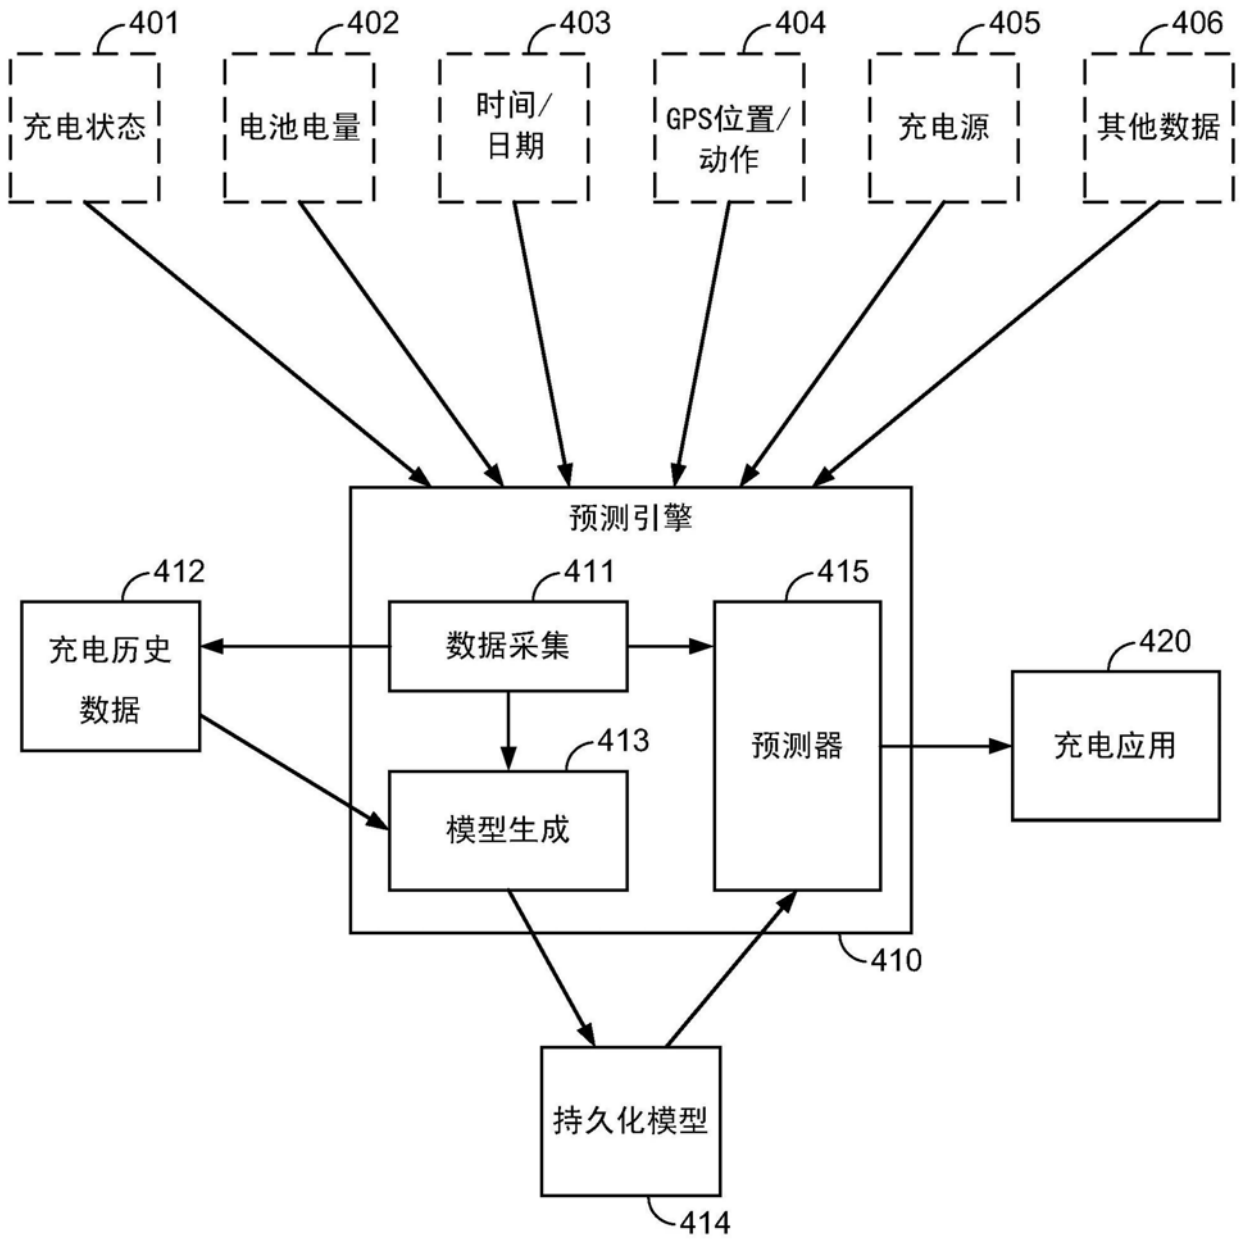 401
402
403
404
405
406
充电状态
电池电量
时间/
日期
GPS位置/
动作
充电源
其他数据
预测引擎
412
411
415
充电历史
数据
数据采集
420
413
预测器
充电应用
模型生成
410
持久化模型
414